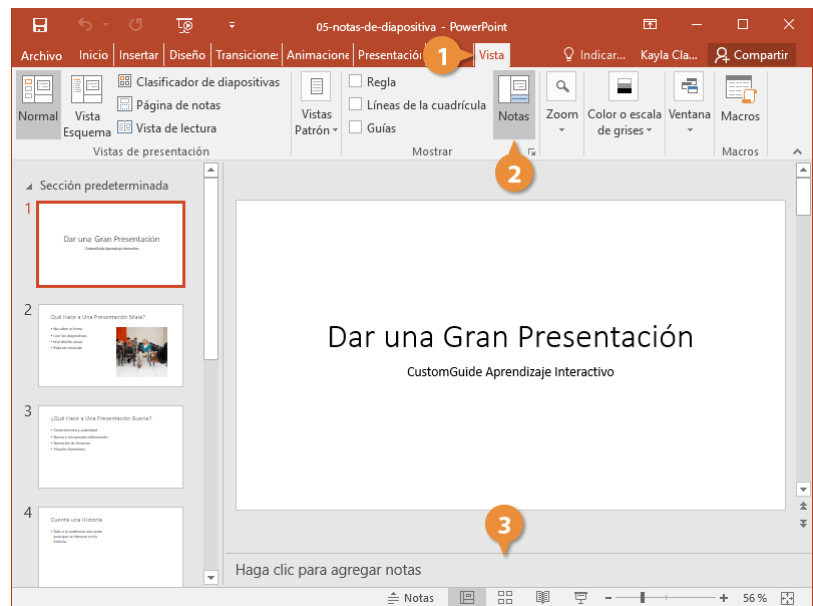 05-notas-de-diapositiva - PowerPoint
Archivo Inicio Insertar Diseño Transicione Animacione Presentació 1 Vista Indicar... Kayla Cla... Compartir
Normal
Vista Esquema
Clasificador de diapositivas
Página de notas
Vista de lectura
Vistas de presentación
Vistas Patrón
Regla
Líneas de la cuadrícula
Guías
Mostrar
Notas
2
Zoom
Color o escala de grises
Ventana
Macros
Macros
Sección predeterminada
1
Dar una Gran Presentación
CustomGuide Aprendizaje Interactivo
2
Qué Hace a Una Presentación Mala?
3
¿Qué Hace a Una Presentación Buena?
4
Cuenta una Historia
Dar una Gran Presentación
CustomGuide Aprendizaje Interactivo
3
Haga clic para agregar notas
Notas 56 %